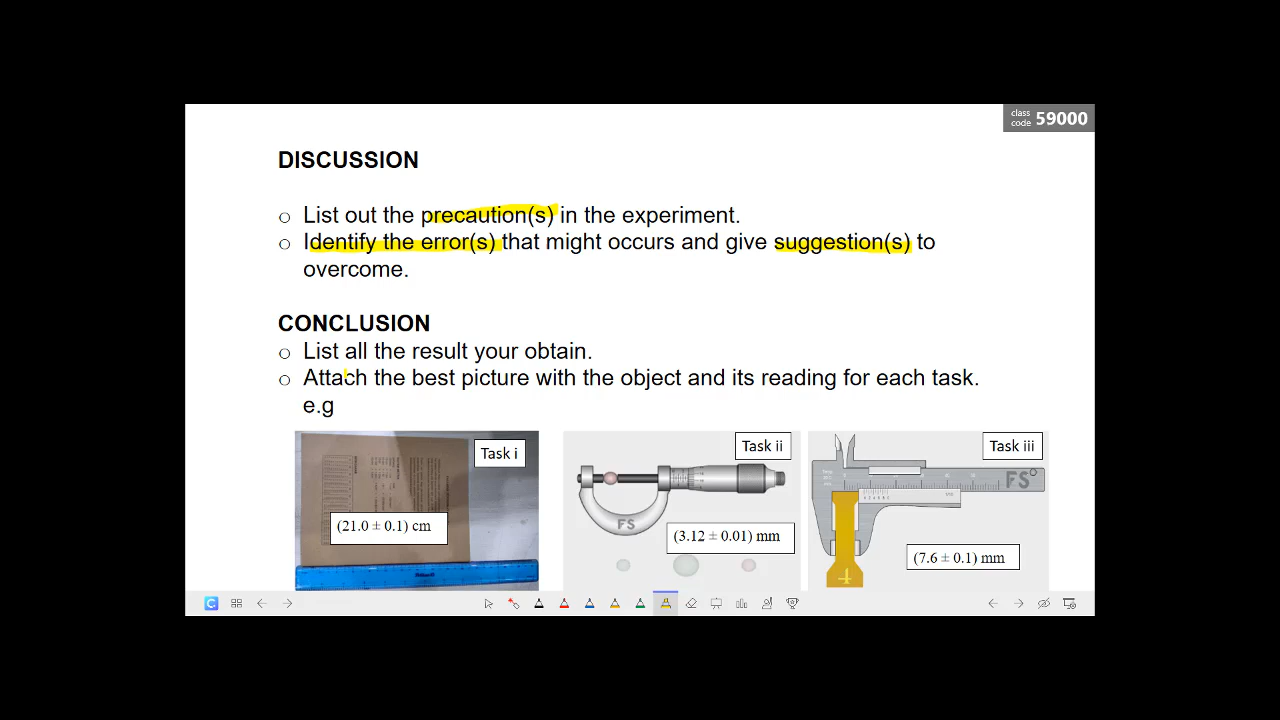 class
code 59000
DISCUSSION
○ List out the precaution(s) in the experiment.
○ Identify the error(s) that might occurs and give suggestion(s) to
overcome.
CONCLUSION
○ List all the result your obtain.
○ Attach the best picture with the object and its reading for each task.
e.g
Task i
(21.0 ± 0.1) cm
Task ii
FS
(3.12 ± 0.01) mm
Task iii
FS
(7.6 ± 0.1) mm
C